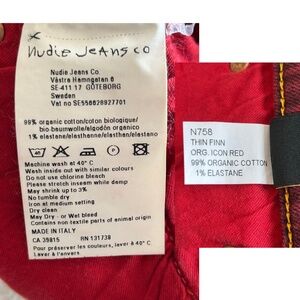 Nudie Jeans co
Nudie Jeans Co.
Västra Hamngatan 6
SE-411 17 GÖTEBORG
Sweden
Vat no SE556628927701
99% organic cotton/coton biologique/
bio-baumwolle/algodón organico
1% elastane/elasthanne/elasthan/elastano
Machine wash at 40° C
Wash inside out with similar colours
Do not use chlorine bleach
Please stretch inseam while damp
May shrink up to 3%
No tumble dry
Iron at medium setting
Dry clean
May Dry - or Wet bleed
Contains non textile parts of animal origin
MADE IN ITALY
CA 39815 RN 131738
Pour préserver les couleurs, laver à 40° C
Laver à l'envers
N758
THIN FINN
ORG. ICON RED
99% ORGANIC COTTON
1% ELASTANE